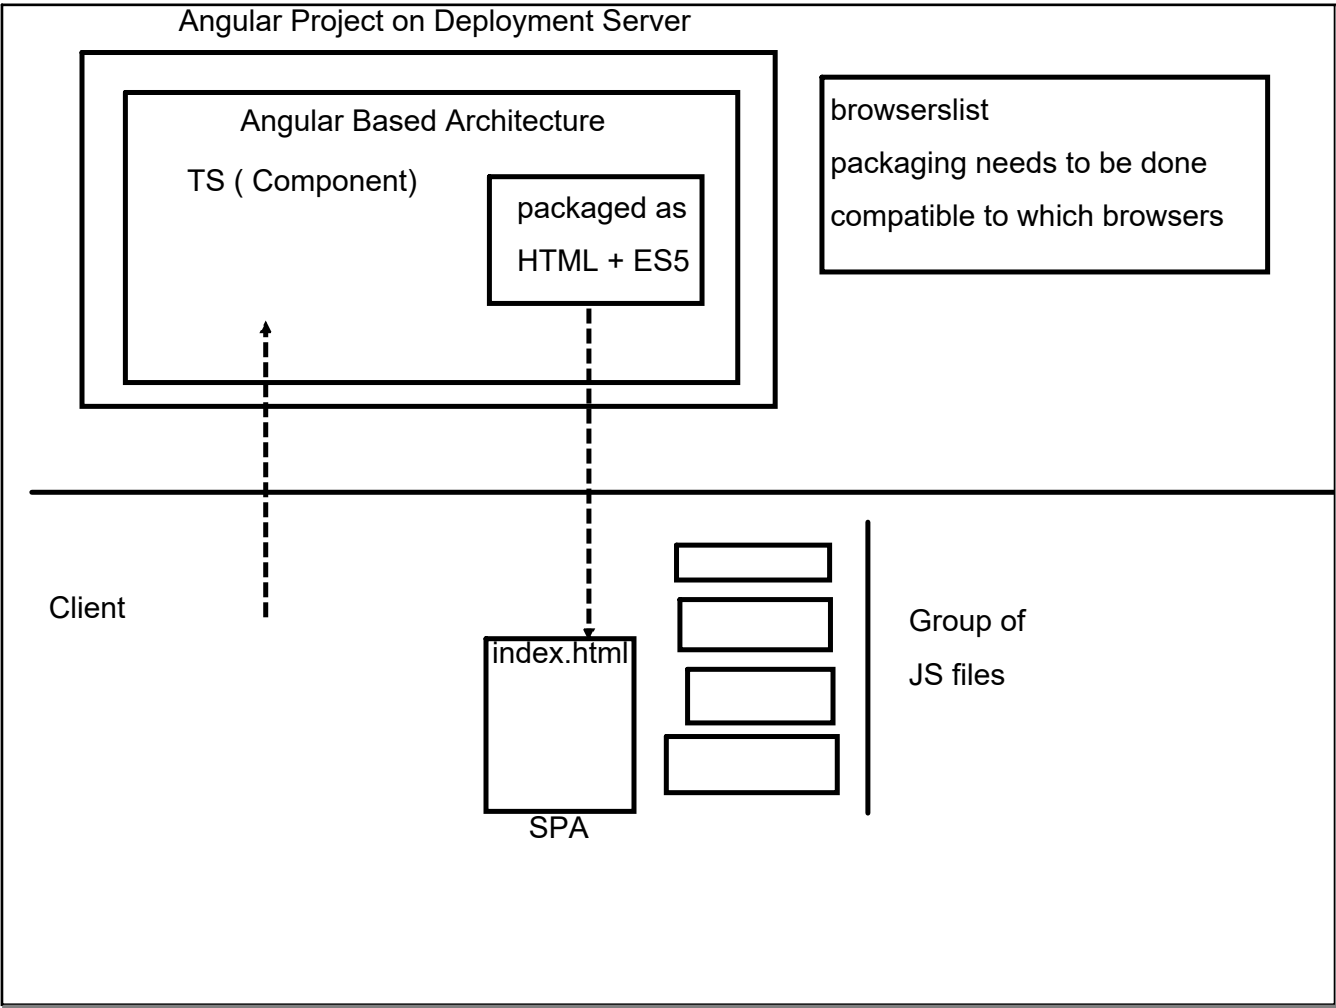 Angular Project on Deployment Server
Angular Based Architecture
TS ( Component)
packaged as
HTML + ES5
browserslist
packaging needs to be done
compatible to which browsers
Client
index.html
SPA
Group of
JS files